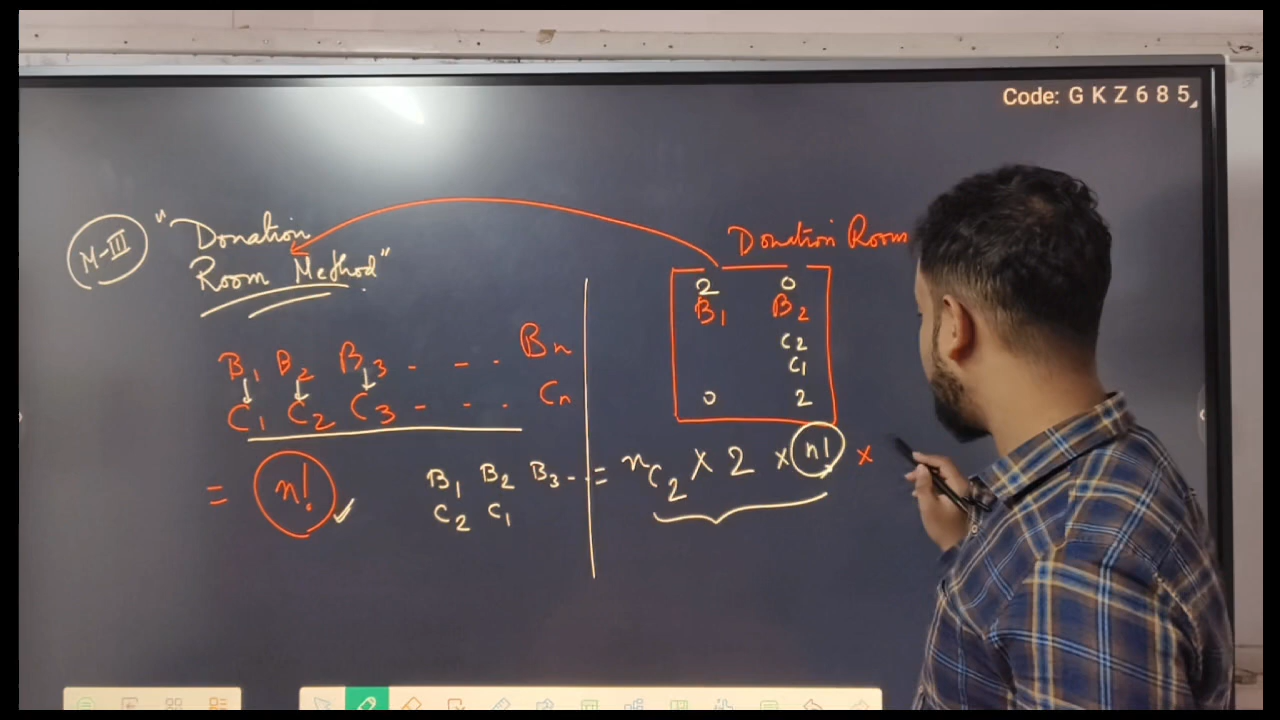 Code: G K Z 6 8 5
M-III "Donation
Room Method"
B₁ B₂ B₃ - - - Bₙ
C₁ C₂ C₃ - - - Cₙ
= n! ✓
B₁ B₂ B₃ - -
C₂ C₁
Donation Room
2 0
B₁ B₂
C₂
C₁
0 2
= ⁿC₂ × 2 × n! ×